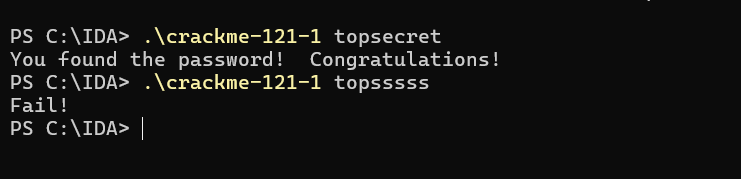 PS C:\IDA> .\crackme-121-1 topsecret
You found the password!  Congratulations!
PS C:\IDA> .\crackme-121-1 topsssss
Fail!
PS C:\IDA>